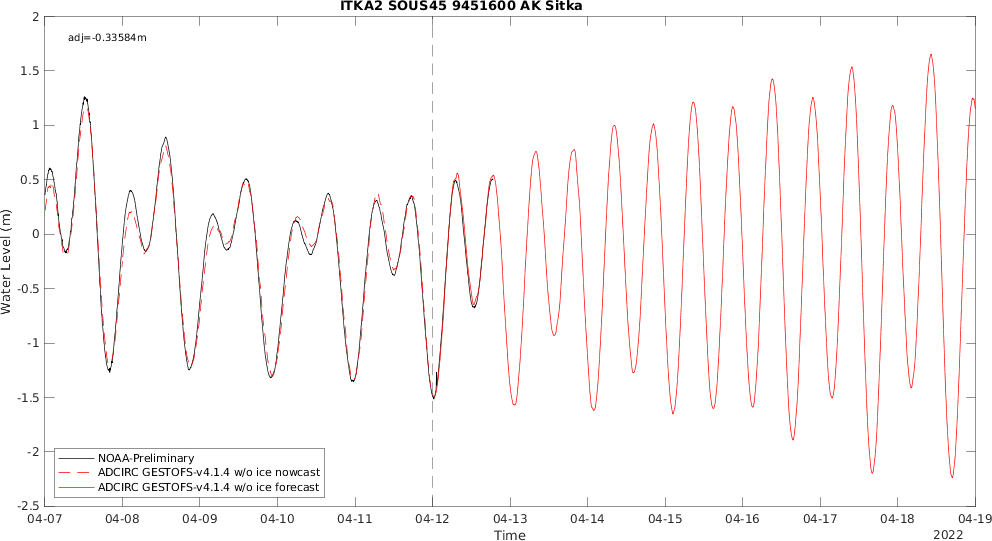 ITKA2 SOUS45 9451600 AK Sitka
adj=-0.33584m
2
1.5
1
0.5
0
-0.5
-1
-1.5
-2
-2.5
Water Level (m)
NOAA-Preliminary
ADCIRC GESTOFS-v4.1.4 w/o ice nowcast
ADCIRC GESTOFS-v4.1.4 w/o ice forecast
04-07 04-08 04-09 04-10 04-11 04-12 04-13 04-14 04-15 04-16 04-17 04-18 04-19
Time
2022